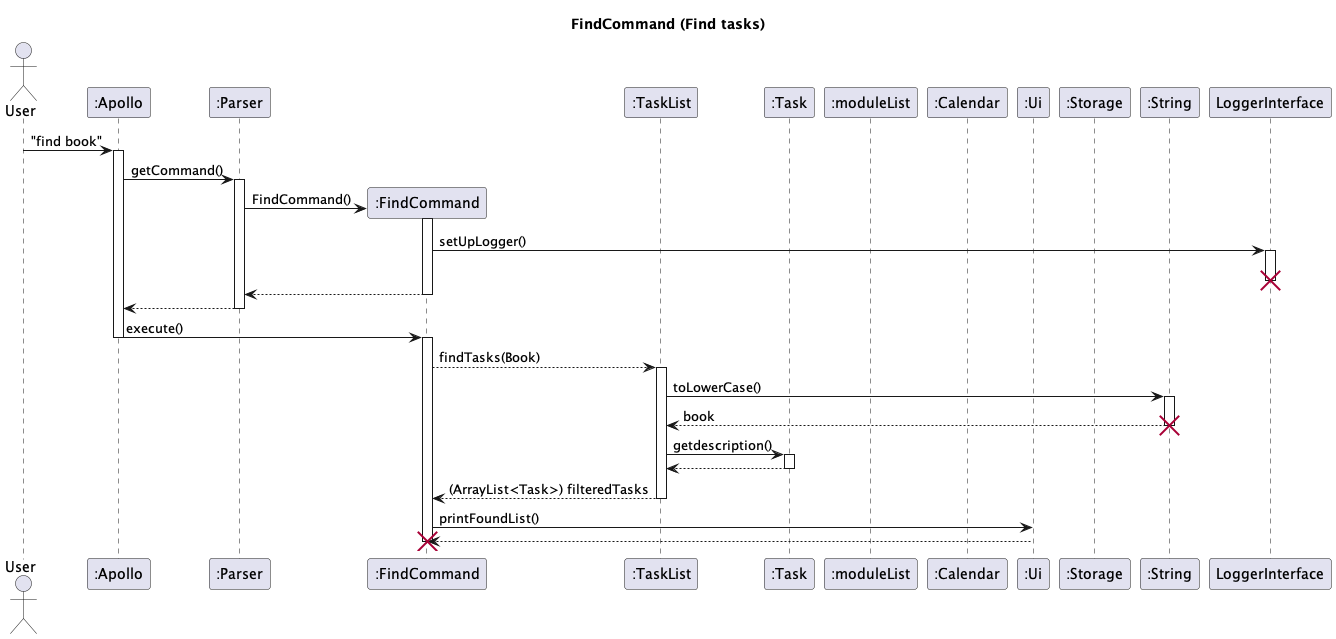 FindCommand (Find tasks)
User
:Apollo
:Parser
:TaskList
:Task
:moduleList
:Calendar
:Ui
:Storage
:String
LoggerInterface
"find book"
getCommand()
FindCommand()
:FindCommand
setUpLogger()
execute()
findTasks(Book)
toLowerCase()
book
getdescription()
(ArrayList<Task>) filteredTasks
printFoundList()
User
:Apollo
:Parser
:FindCommand
:TaskList
:Task
:moduleList
:Calendar
:Ui
:Storage
:String
LoggerInterface